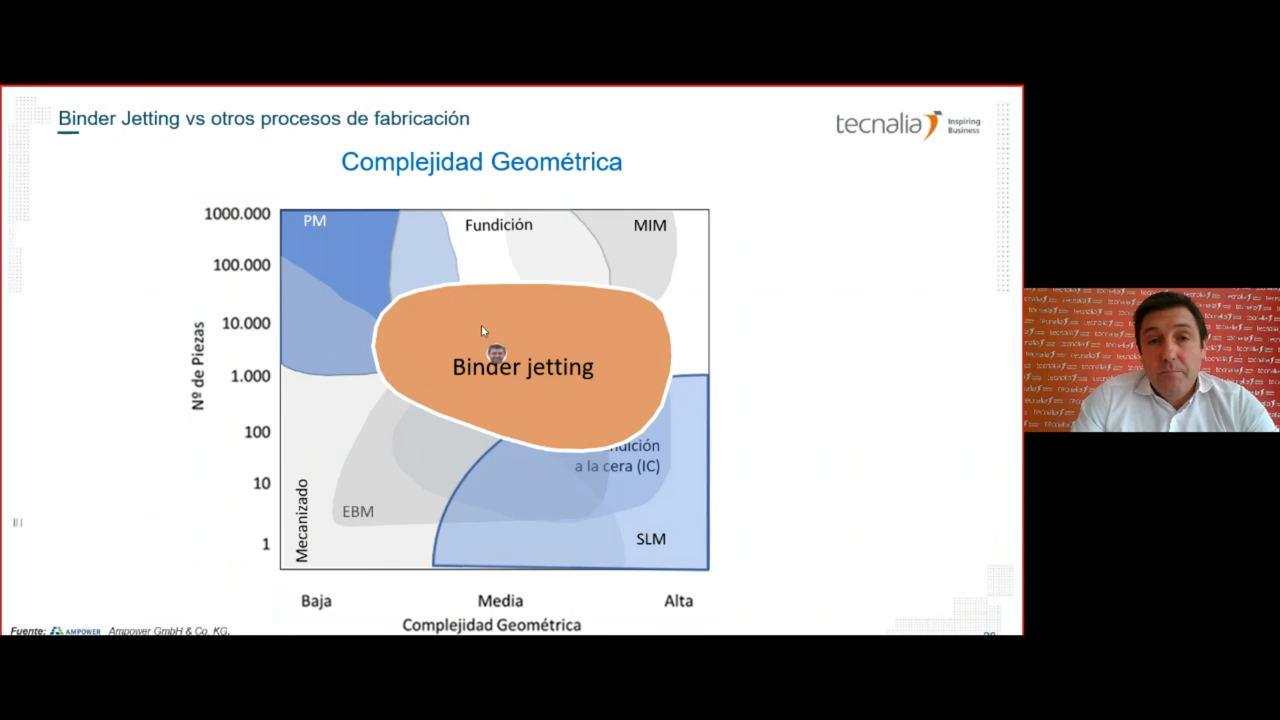 Binder Jetting vs otros procesos de fabricación
tecnalia Inspiring Business
Complejidad Geométrica
1000.000
100.000
10.000
1.000
100
10
1
Nº de Piezas
PM
Fundición
MIM
Binder jetting
a la cera (IC)
EBM
Mecanizado
SLM
Baja
Media
Alta
Complejidad Geométrica
Fuente: AMPOWER Ampower GmbH & Co. KG.